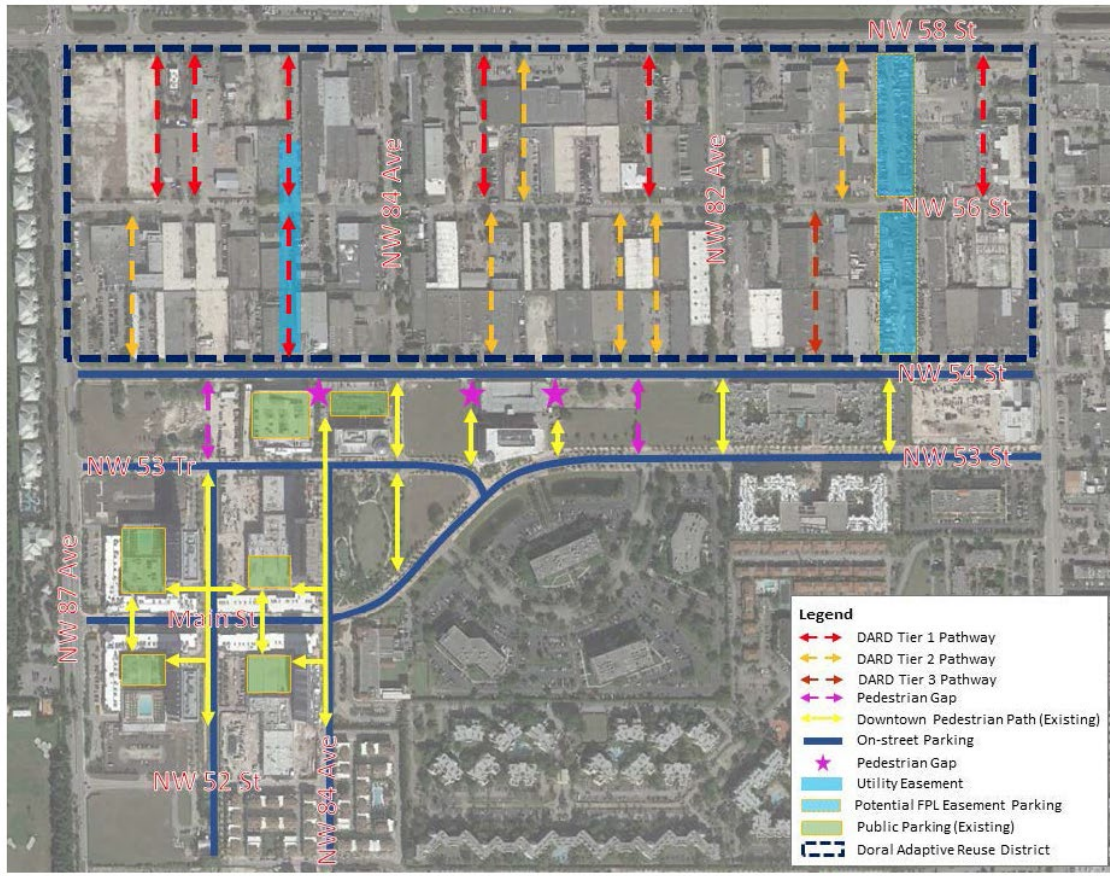 NW 58 St
NW 84 Ave
NW 82 Ave
NW 56 St
NW 54 St
NW 53 Tr
NW 53 St
NW 87 Ave
Main St
NW 52 St
NW 84 Ave
Legend
DARD Tier 1 Pathway
DARD Tier 2 Pathway
DARD Tier 3 Pathway
Pedestrian Gap
Downtown Pedestrian Path (Existing)
On-street Parking
Pedestrian Gap
Utility Easement
Potential FPL Easement Parking
Public Parking (Existing)
Doral Adaptive Reuse District